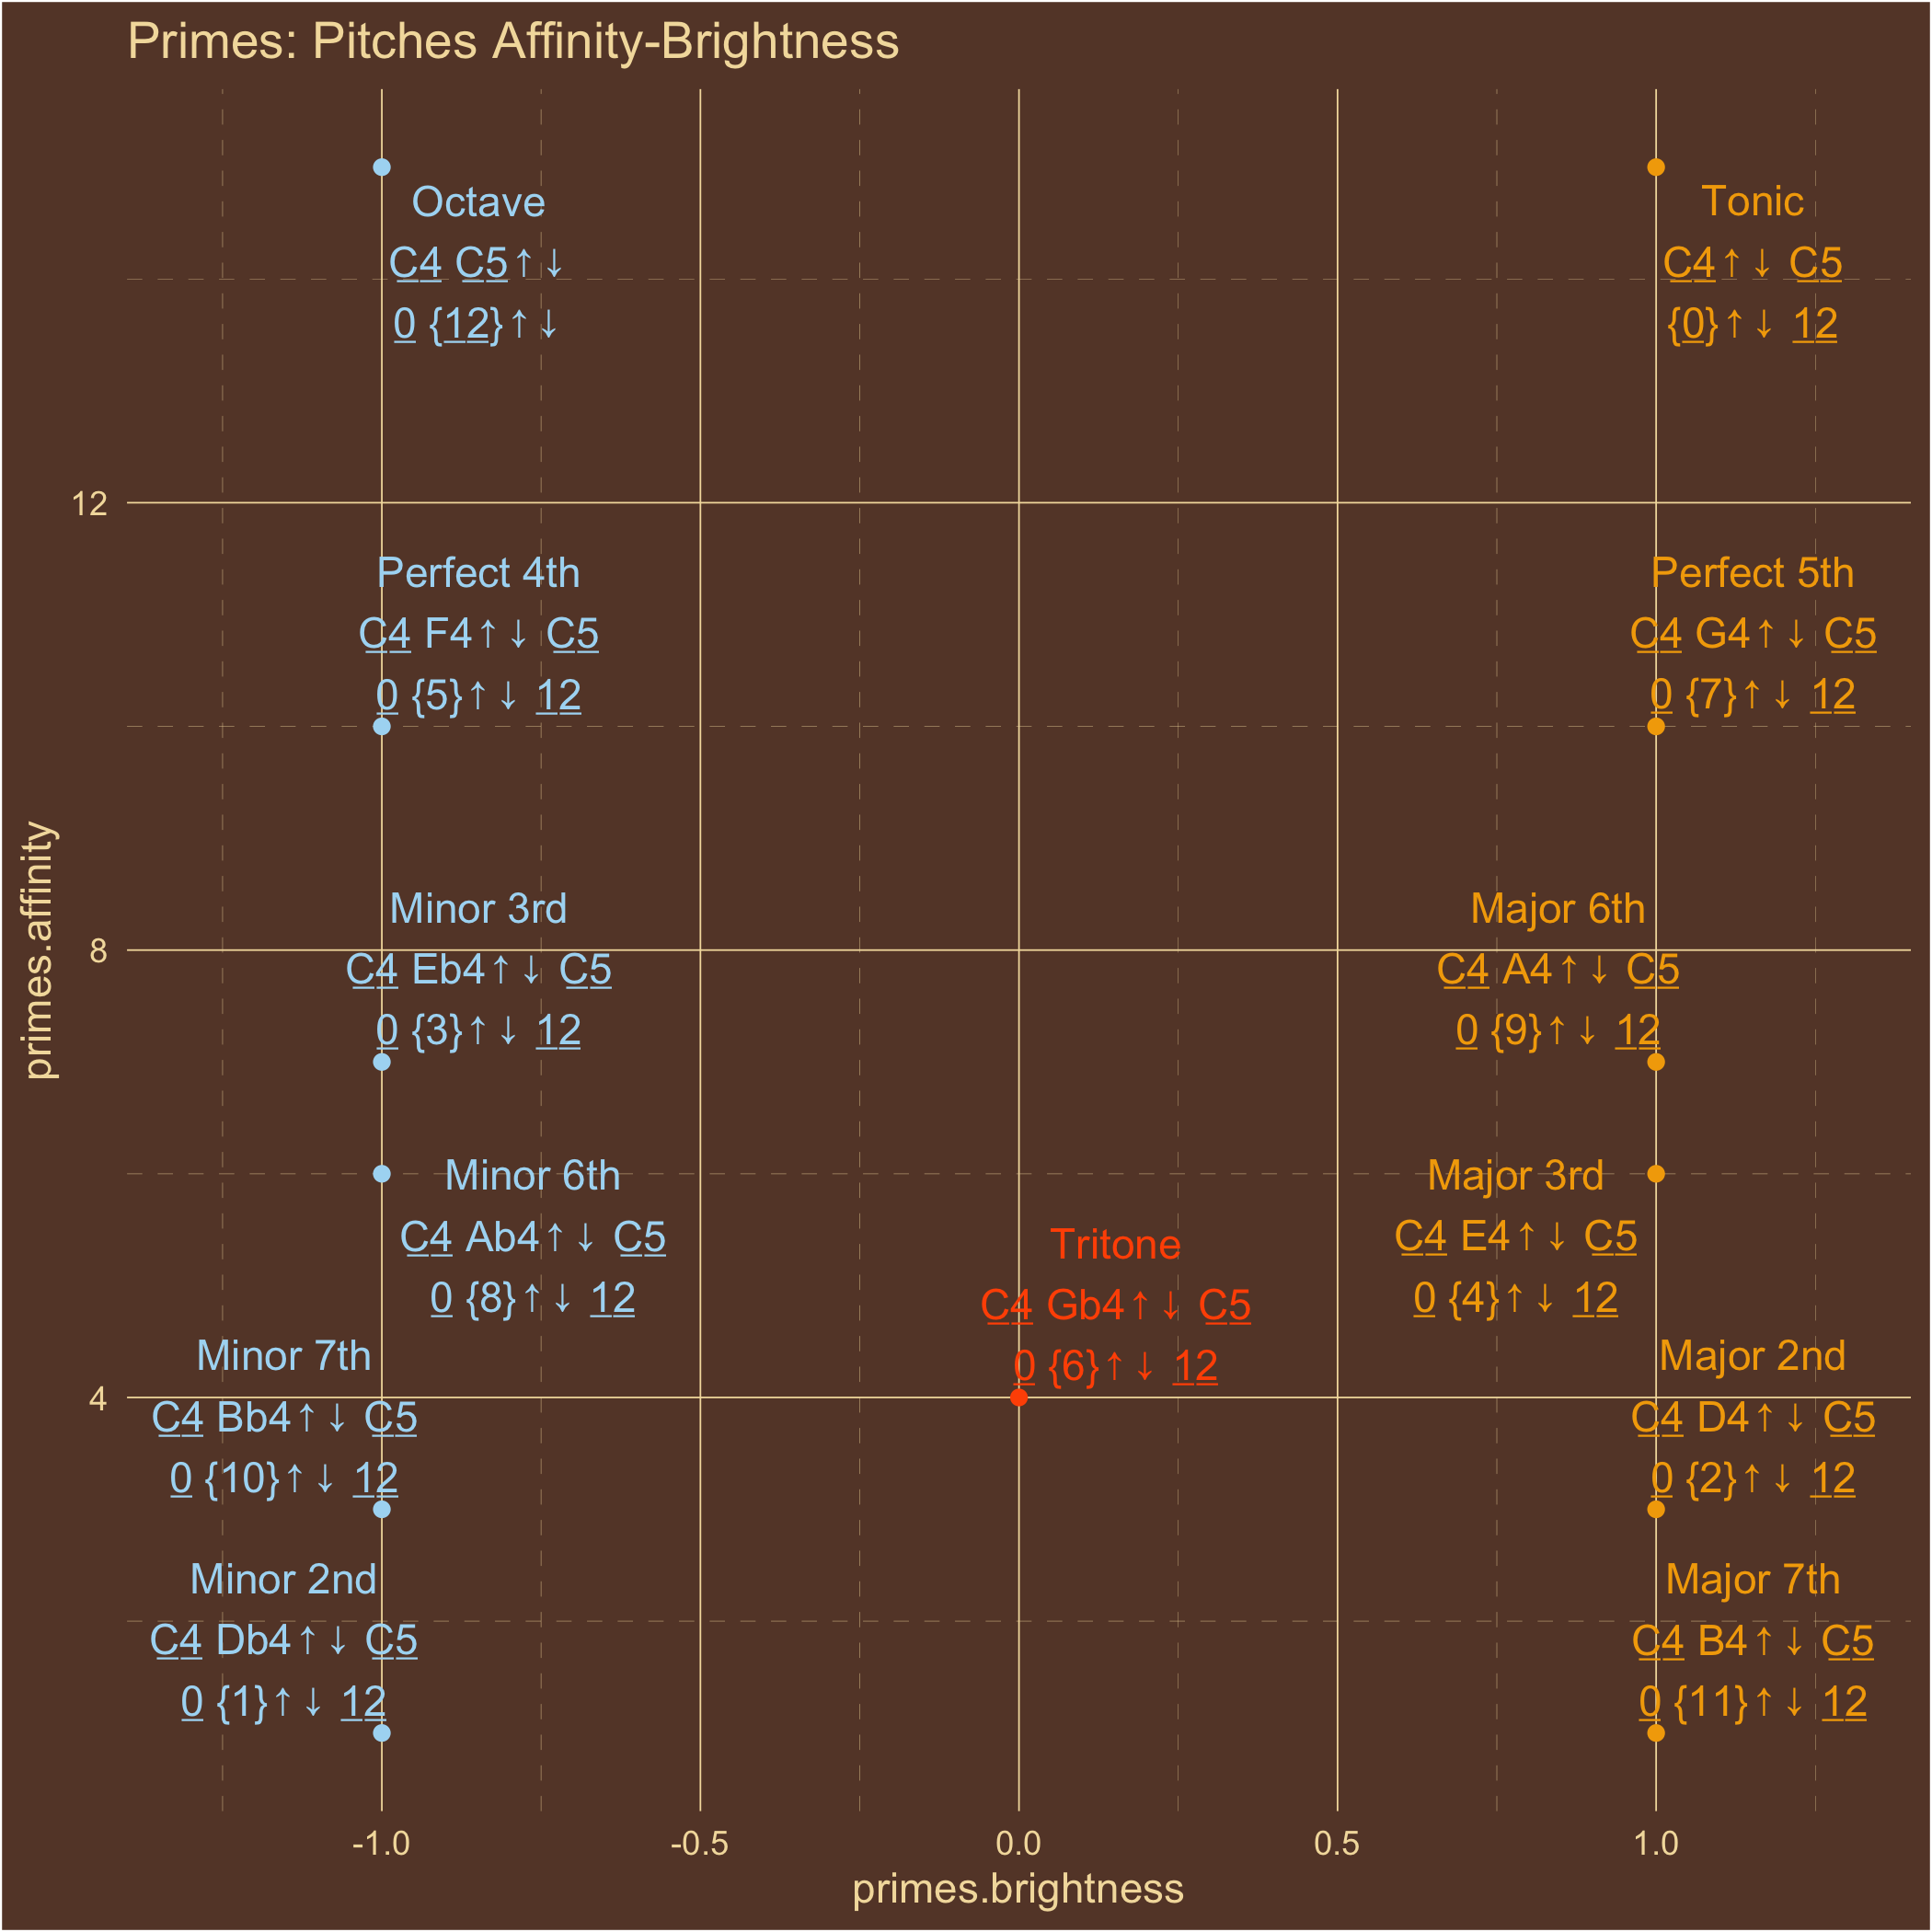 Primes: Pitches Affinity-Brightness
Octave
C4 C5↑↓
0 {12}↑↓
Tonic
C4↑↓ C5
{0}↑↓ 12
12
Perfect 4th
C4 F4↑↓ C5
0 {5}↑↓ 12
Perfect 5th
C4 G4↑↓ C5
0 {7}↑↓ 12
primes.affinity
Minor 3rd
C4 Eb4↑↓ C5
0 {3}↑↓ 12
Major 6th
C4 A4↑↓ C5
0 {9}↑↓ 12
8
Minor 6th
C4 Ab4↑↓ C5
0 {8}↑↓ 12
Tritone
C4 Gb4↑↓ C5
0 {6}↑↓ 12
Major 3rd
C4 E4↑↓ C5
0 {4}↑↓ 12
4
Minor 7th
C4 Bb4↑↓ C5
0 {10}↑↓ 12
Major 2nd
C4 D4↑↓ C5
0 {2}↑↓ 12
Minor 2nd
C4 Db4↑↓ C5
0 {1}↑↓ 12
Major 7th
C4 B4↑↓ C5
0 {11}↑↓ 12
-1.0
-0.5
0.0
0.5
1.0
primes.brightness